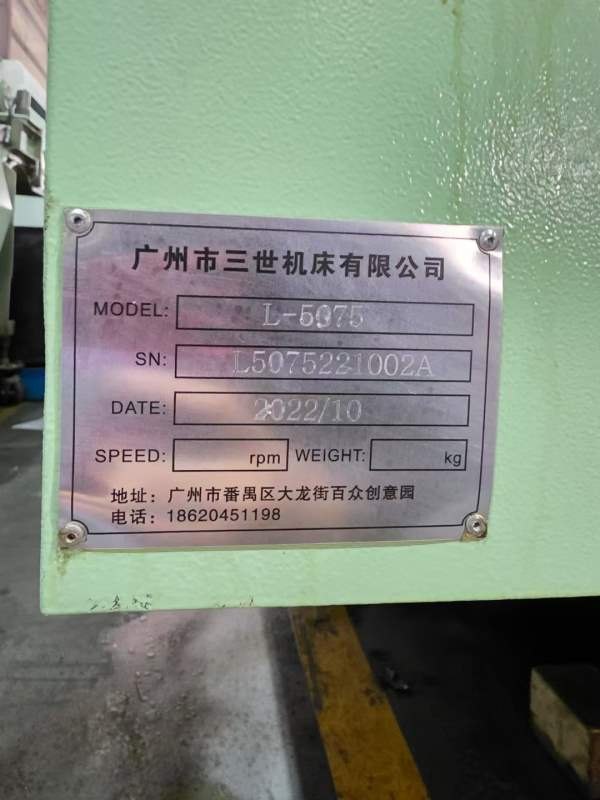 广州市三世机床有限公司
MODEL: L-5075
SN: L5075221002A
DATE: 2022/10
SPEED: rpm WEIGHT: kg
地址：广州市番禺区大龙街百众创意园
电话：18620451198